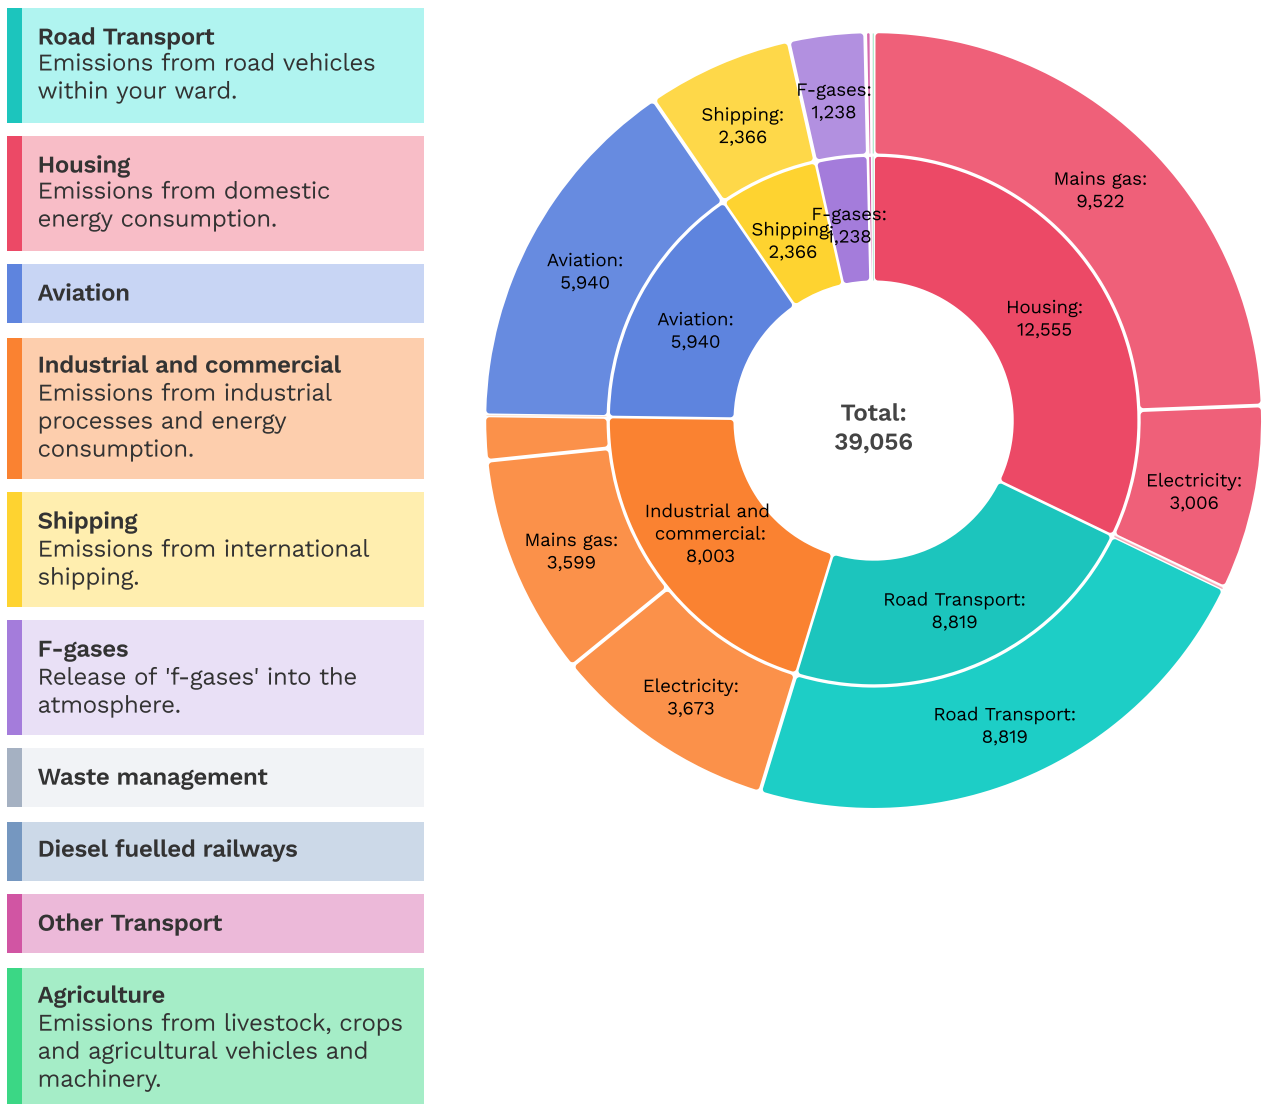 Road Transport
Emissions from road vehicles
within your ward.
Housing
Emissions from domestic
energy consumption.
Aviation
Industrial and commercial
Emissions from industrial
processes and energy
consumption.
Shipping
Emissions from international
shipping.
F-gases
Release of 'f-gases' into the
atmosphere.
Waste management
Diesel fuelled railways
Other Transport
Agriculture
Emissions from livestock, crops
and agricultural vehicles and
machinery.
F-gases:
1,238
Shipping:
2,366
Mains gas:
9,522
F-gases:
1,238
Shipping:
2,366
Aviation:
5,940
Housing:
12,555
Aviation:
5,940
Total:
39,056
Electricity:
3,006
Industrial and
commercial:
8,003
Mains gas:
3,599
Road Transport:
8,819
Electricity:
3,673
Road Transport:
8,819